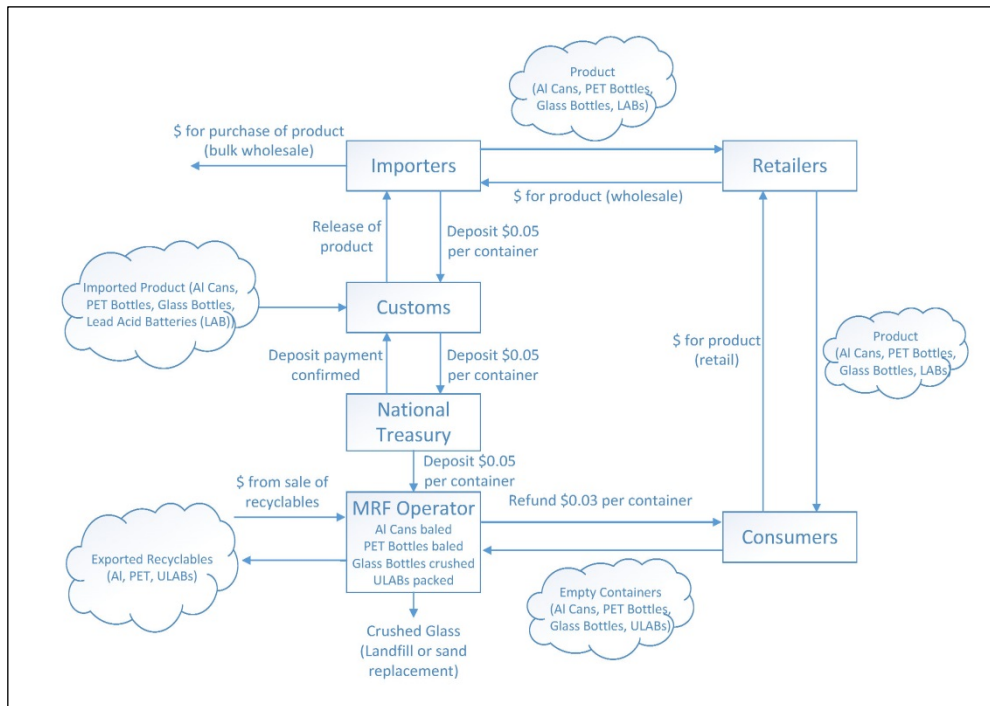 Product
(Al Cans, PET Bottles,
Glass Bottles, LABs)
$ for purchase of product
(bulk wholesale)
Importers
Retailers
$ for product (wholesale)
Release of
product
Deposit $0.05
per container
Imported Product (Al Cans,
PET Bottles, Glass Bottles,
Lead Acid Batteries (LAB))
Customs
$ for product
(retail)
Product
(Al Cans, PET Bottles,
Glass Bottles, LABs)
Deposit payment
confirmed
Deposit $0.05
per container
National
Treasury
Deposit $0.05
per container
$ from sale of
recyclables
MRF Operator
Al Cans baled
PET Bottles baled
Glass Bottles crushed
ULABs packed
Refund $0.03 per container
Consumers
Exported Recyclables
(Al, PET, ULABs)
Empty Containers
(Al Cans, PET Bottles,
Glass Bottles, ULABs)
Crushed Glass
(Landfill or sand
replacement)